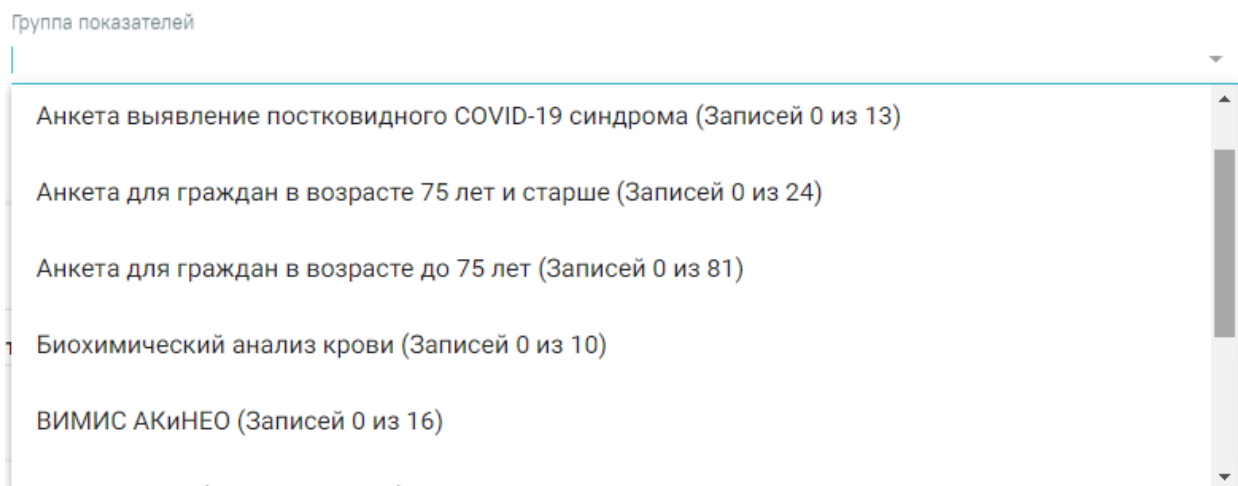 Группа показателей
Анкета выявление постковидного COVID-19 синдрома (Записей 0 из 13)
Анкета для граждан в возрасте 75 лет и старше (Записей 0 из 24)
Анкета для граждан в возрасте до 75 лет (Записей 0 из 81)
Биохимический анализ крови (Записей 0 из 10)
ВИМИС АКиНЕО (Записей 0 из 16)